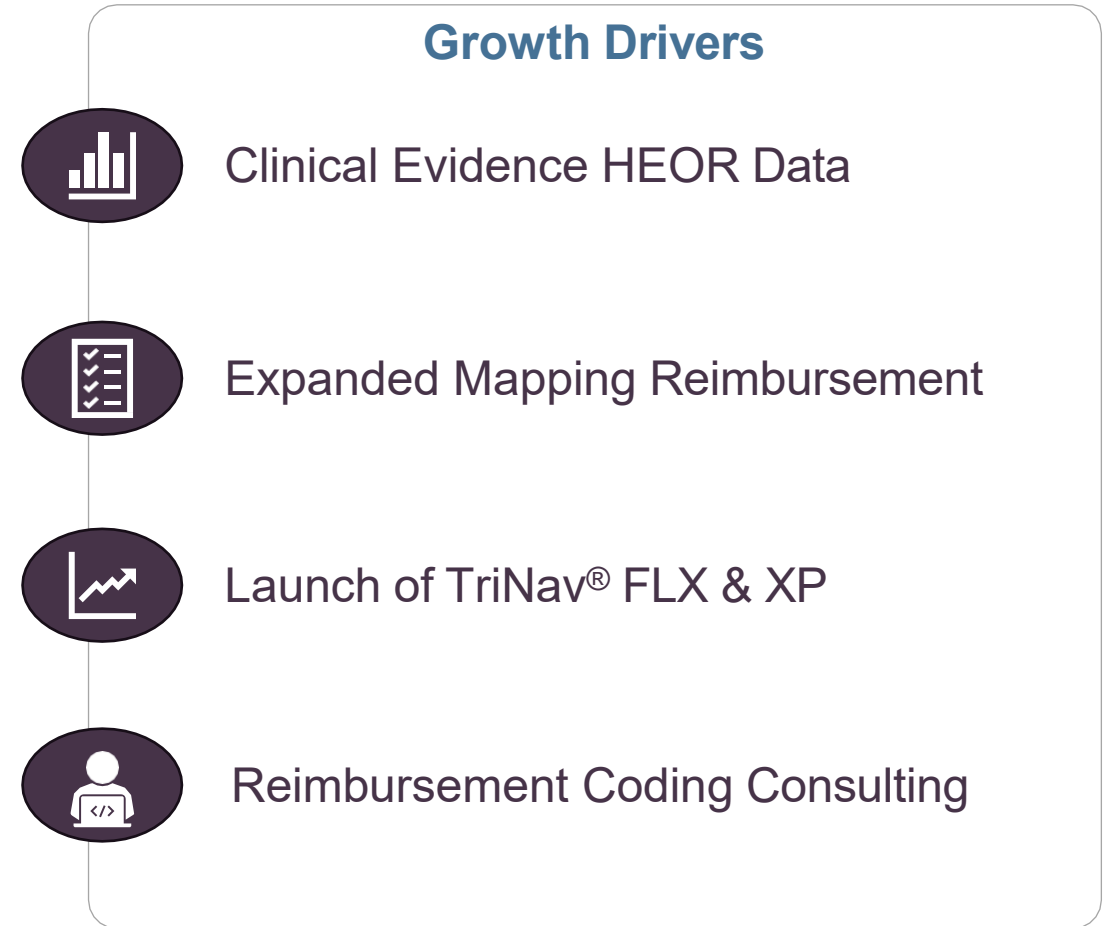 Growth Drivers
Clinical Evidence HEOR Data
Expanded Mapping Reimbursement
Launch of TriNav® FLX & XP
Reimbursement Coding Consulting
</>